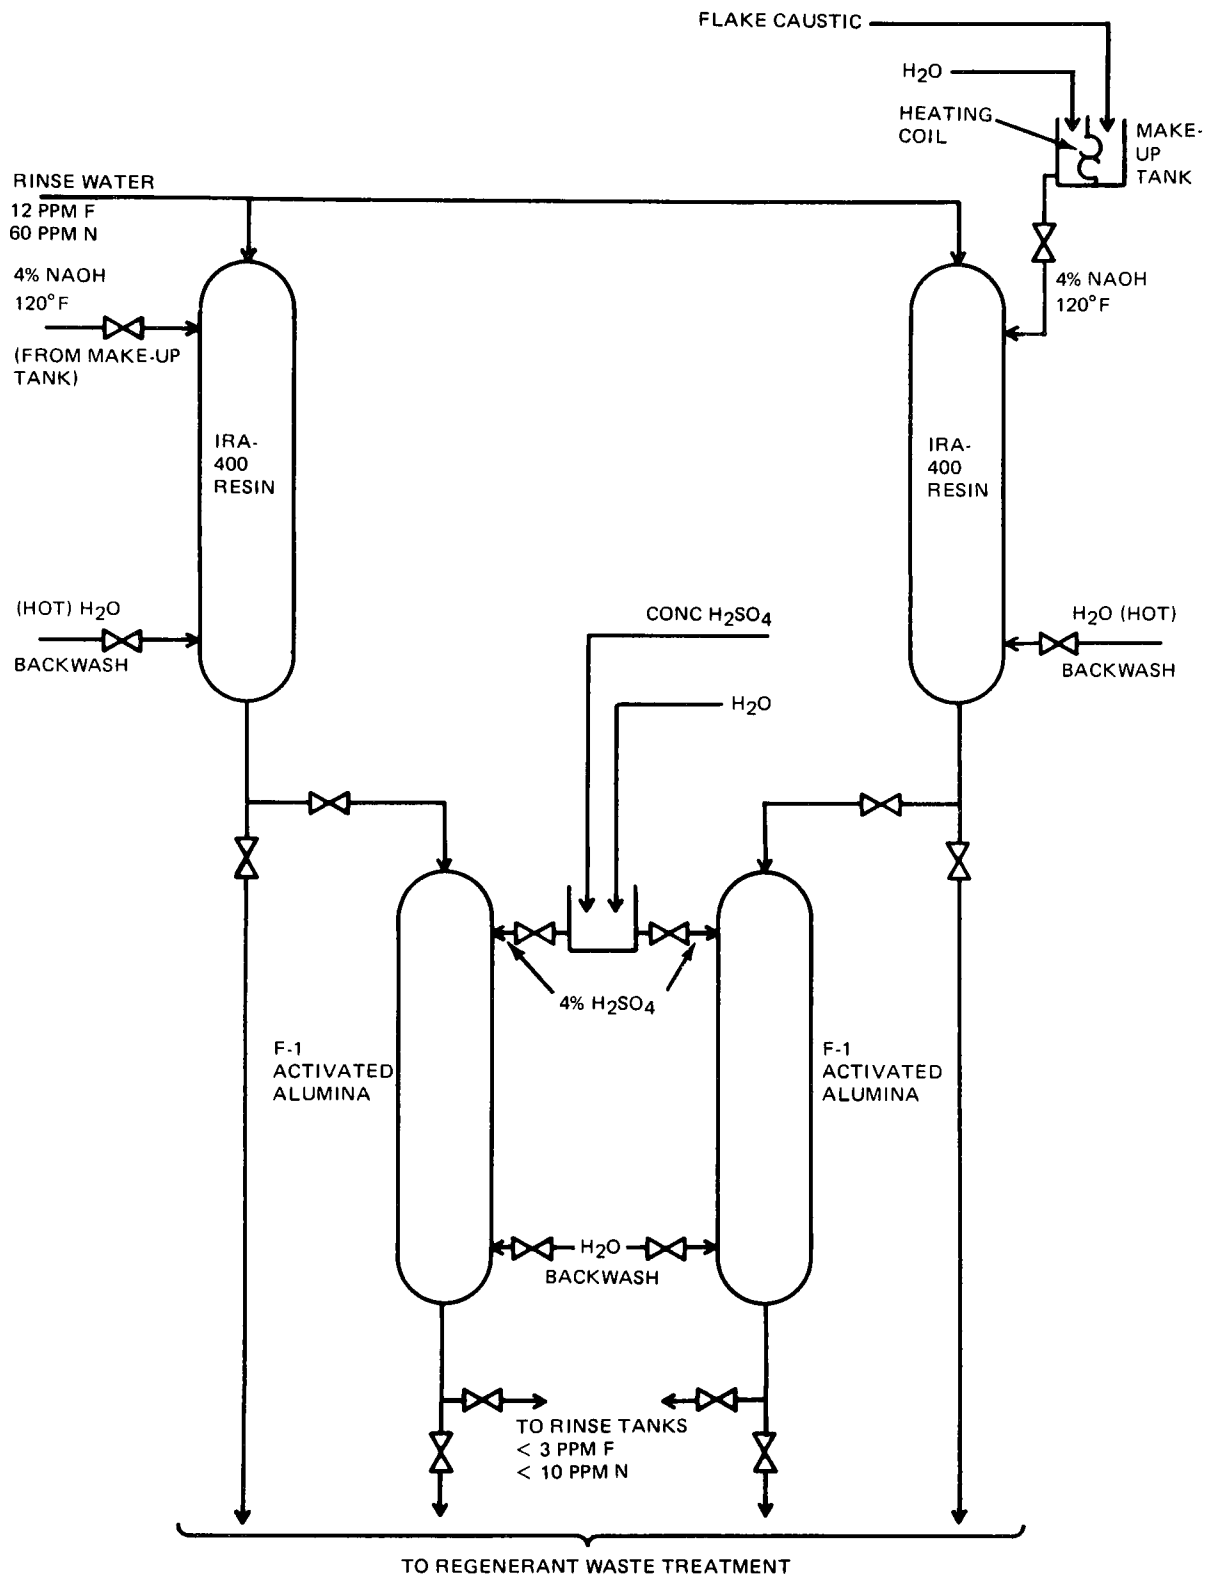 FLAKE CAUSTIC
H2O
HEATING
COIL
MAKE-
UP
TANK
RINSE WATER
12 PPM F
60 PPM N
4% NAOH
120°F
(FROM MAKE-UP
TANK)
4% NAOH
120°F
IRA-
400
RESIN
IRA-
400
RESIN
(HOT) H2O
BACKWASH
CONC H2SO4
H2O
H2O (HOT)
BACKWASH
4% H2SO4
F-1
ACTIVATED
ALUMINA
F-1
ACTIVATED
ALUMINA
H2O
BACKWASH
TO RINSE TANKS
< 3 PPM F
< 10 PPM N
TO REGENERANT WASTE TREATMENT